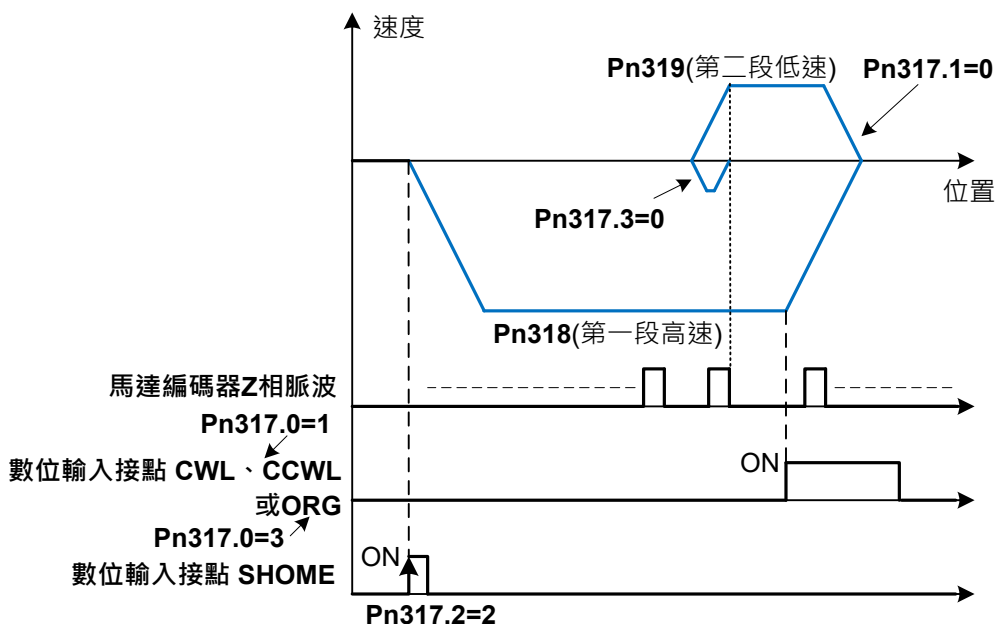 速度
Pn319(第二段低速)
Pn317.1=0
位置
Pn317.3=0
Pn318(第一段高速)
馬達編碼器Z相脈波
Pn317.0=1
數位輸入接點 CWL、CCWL
或ORG
ON
Pn317.0=3
ON
數位輸入接點 SHOME
Pn317.2=2